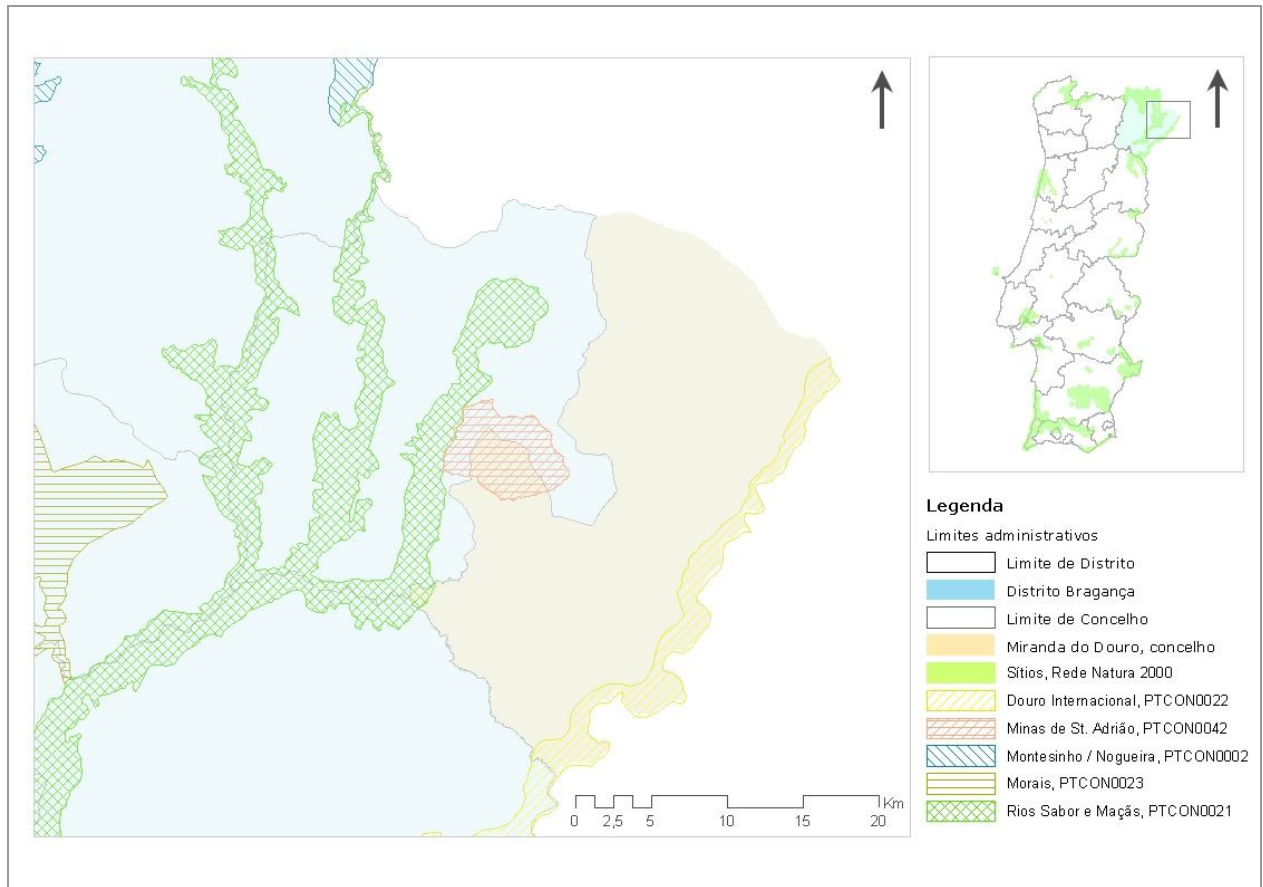 Legenda
Limites administrativos
Limite de Distrito
Distrito Bragança
Limite de Concelho
Miranda do Douro, concelho
Sítios, Rede Natura 2000
Douro Internacional, PTCON0022
Minas de St. Adrião, PTCON0042
Montesinho / Nogueira, PTCON0002
Morais, PTCON0023
Rios Sabor e Maçãs, PTCON0021
Km
0 2,5 5 10 15 20